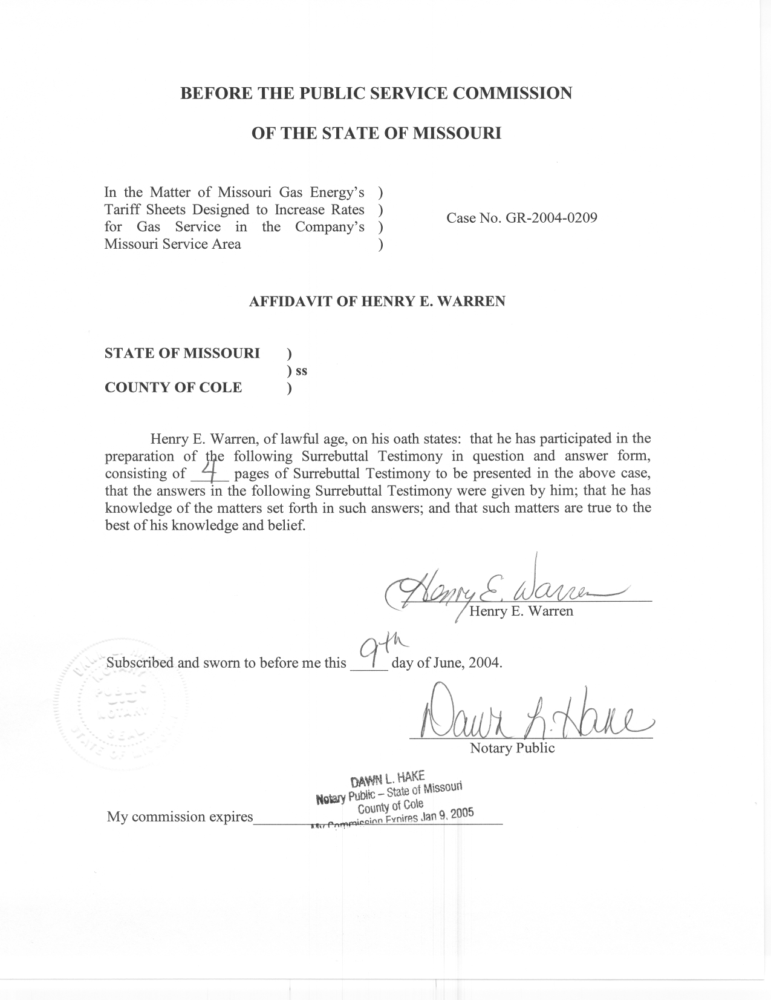 BEFORE THE PUBLIC SERVICE COMMISSION
OF THE STATE OF MISSOURI
In the Matter of Missouri Gas Energy’s )
Tariff Sheets Designed to Increase Rates )
for Gas Service in the Company’s )
Missouri Service Area )
Case No. GR-2004-0209
AFFIDAVIT OF HENRY E. WARREN
STATE OF MISSOURI )
) ss
COUNTY OF COLE )
Henry E. Warren, of lawful age, on his oath states: that he has participated in the
preparation of the following Surrebuttal Testimony in question and answer form,
consisting of 4 pages of Surrebuttal Testimony to be presented in the above case,
that the answers in the following Surrebuttal Testimony were given by him; that he has
knowledge of the matters set forth in such answers; and that such matters are true to the
best of his knowledge and belief.
Henry E. Warren
Henry E. Warren
Subscribed and sworn to before me this 9th day of June, 2004.
Dawn L. Hake
Notary Public
DAWN L. HAKE
Notary Public – State of Missouri
County of Cole
My Commission Expires Jan 9, 2005
My commission expires
NOTARY
PUBLIC
NOTARY
SEAL
STATE OF